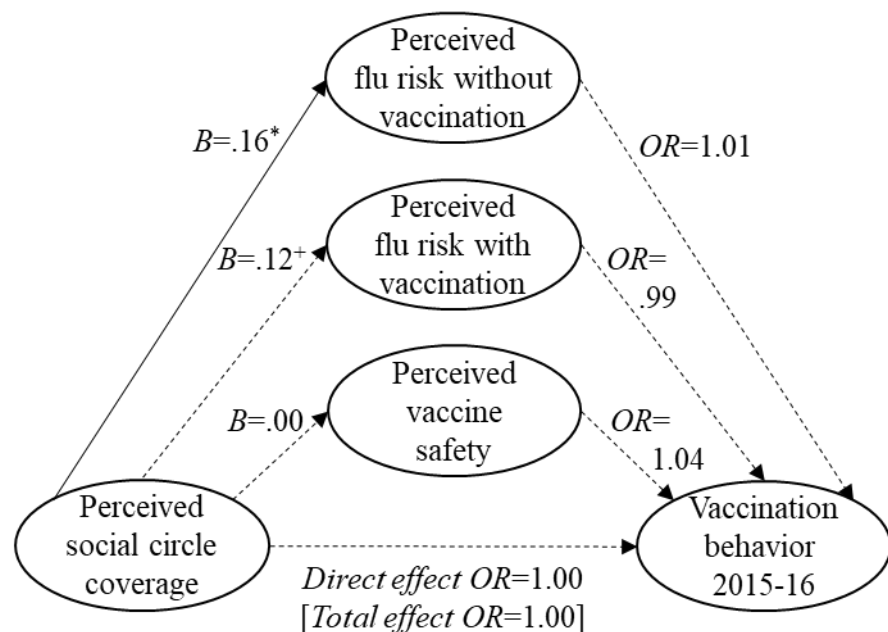 Perceived
flu risk without
vaccination
B=.16*
OR=1.01
Perceived
flu risk with
vaccination
B=.12+
OR=
.99
Perceived
vaccine
safety
B=.00
OR=
1.04
Perceived
social circle
coverage
Vaccination
behavior
2015-16
Direct effect OR=1.00
[Total effect OR=1.00]